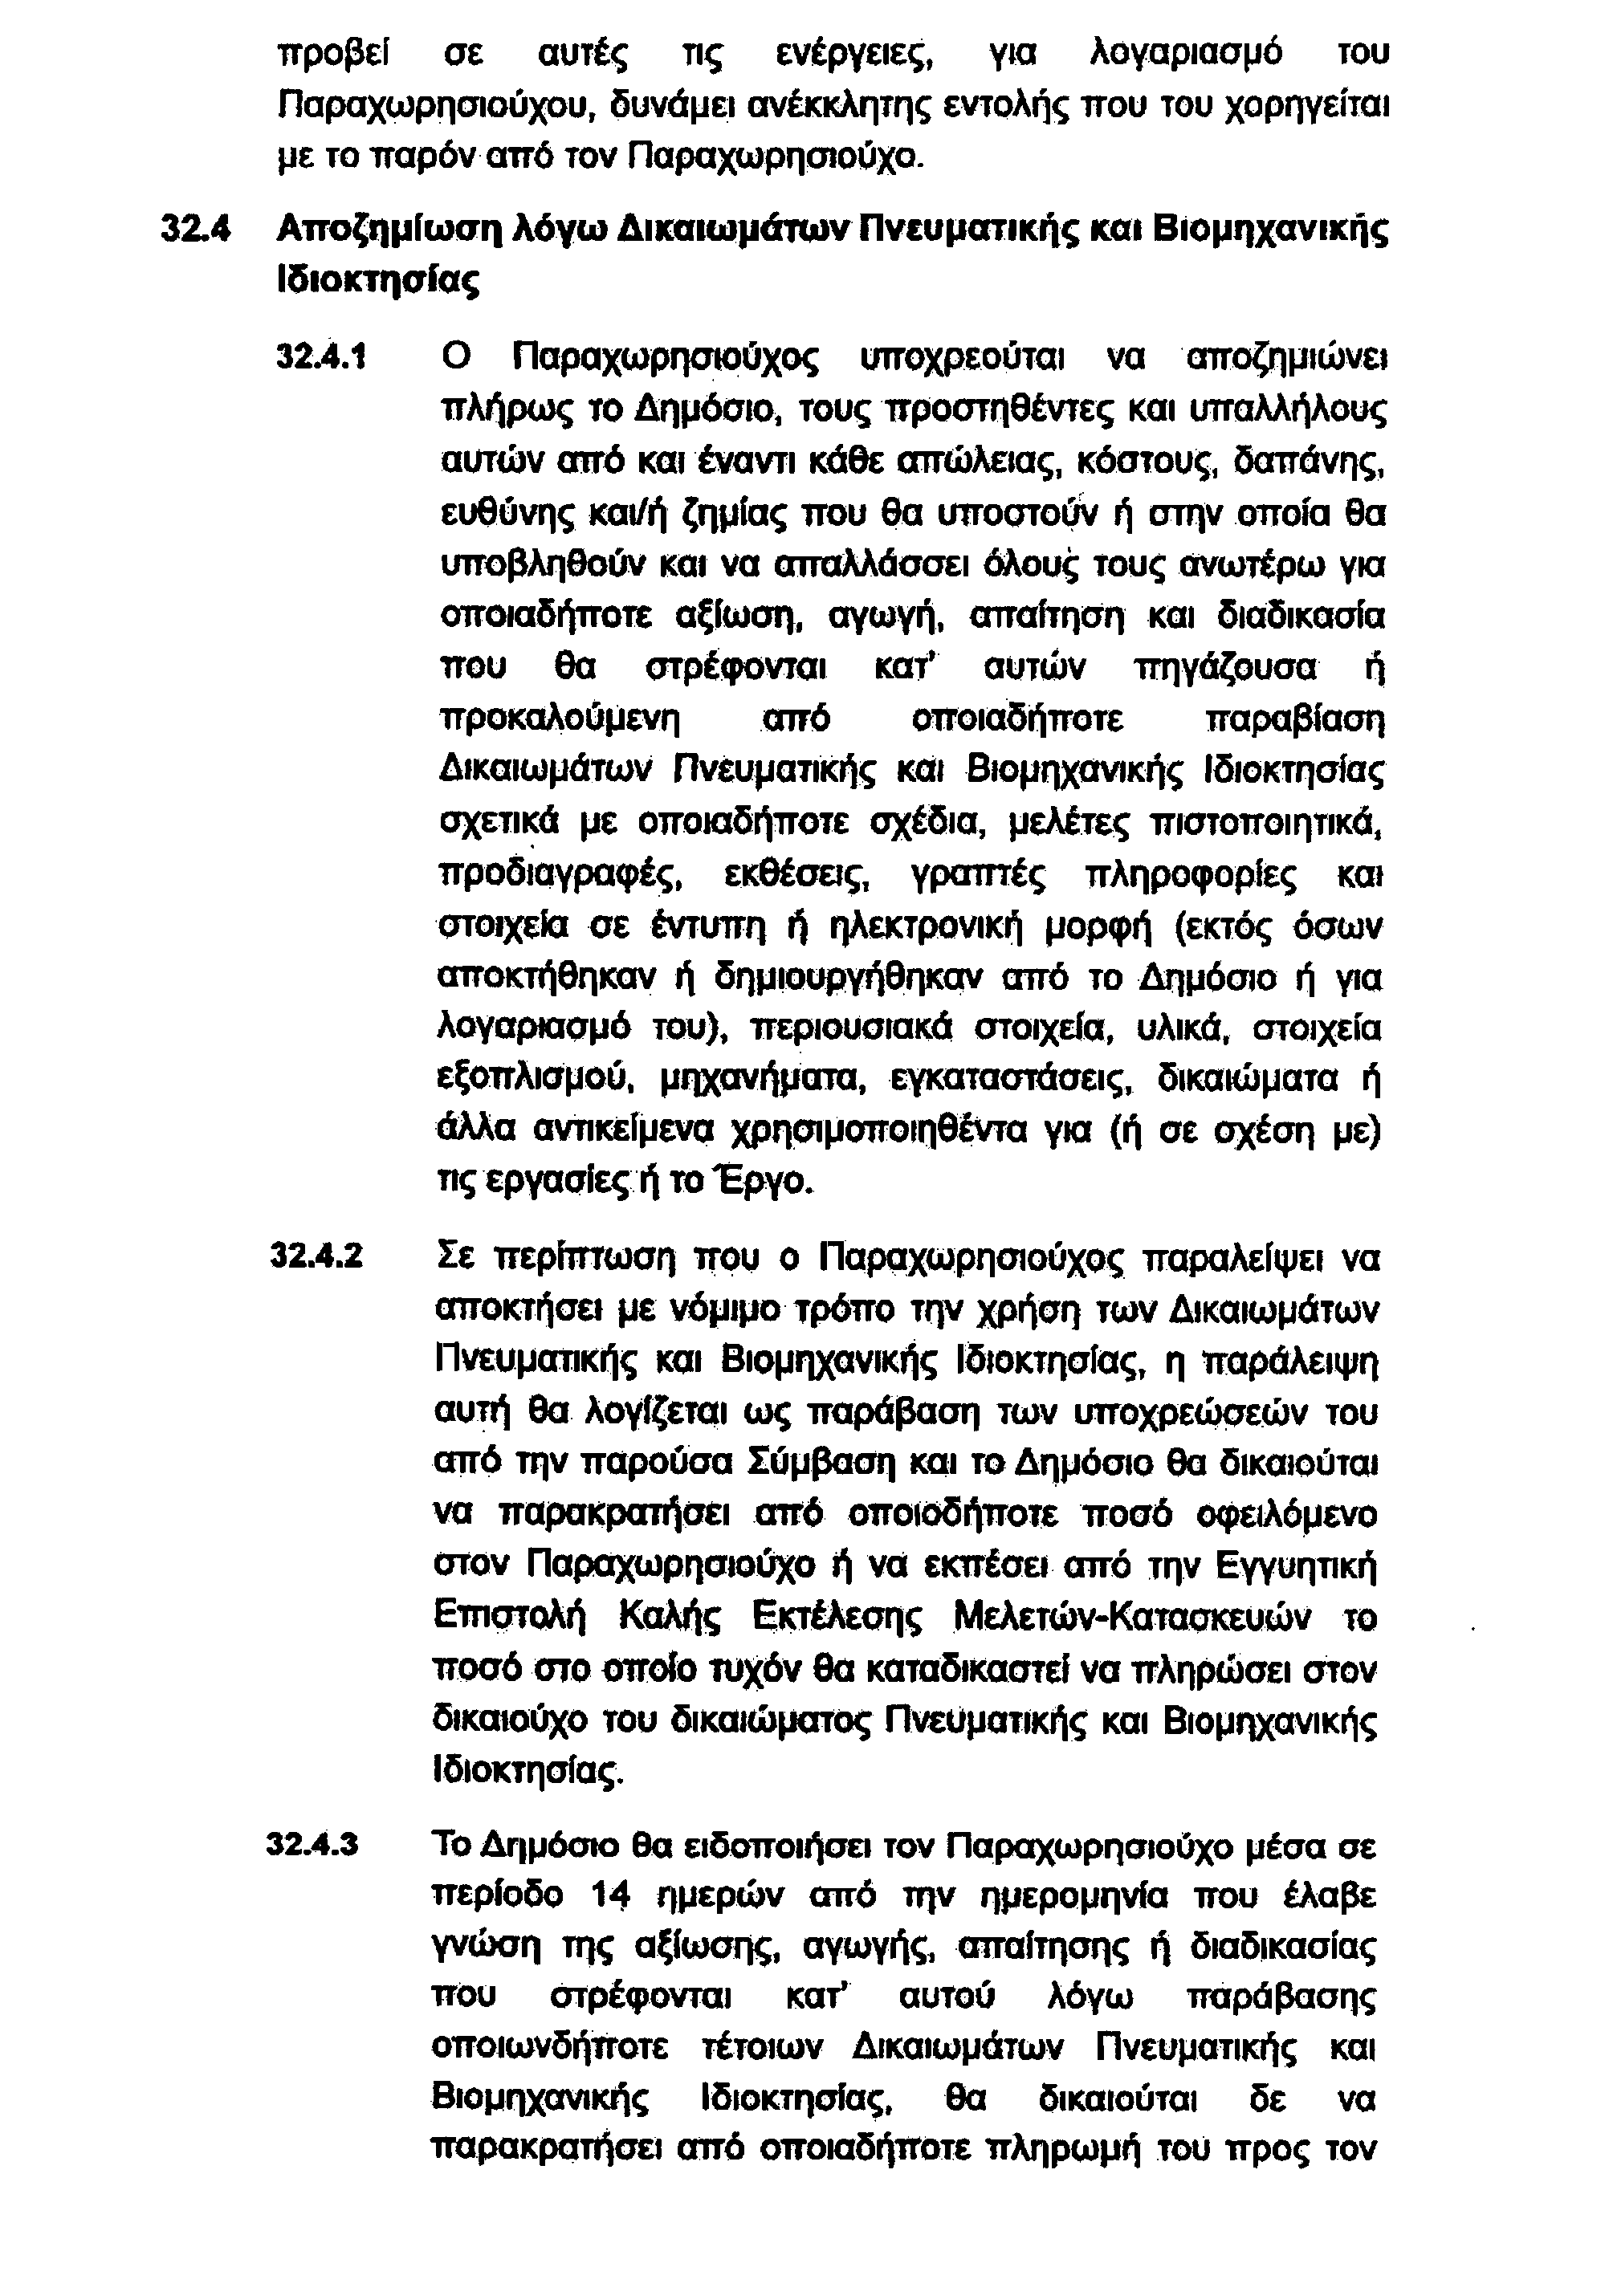 προβεί σε αυτές τις ενέργειες, για λογαριασμό του
Παραχωρησιούχου, δυνάμει ανέκκλητης εντολής που του χορηγείται
με το παρόν από τον Παραχωρησιούχο.
32.4 Αποζημίωση λόγω Δικαιωμάτων Πνευματικής και Βιομηχανικής
Ιδιοκτησίας
32.4.1 Ο Παραχωρησιούχος υποχρεούται να αποζημιώνει
πλήρως το Δημόσιο, τους προστηθέντες και υπαλλήλους
αυτών από και έναντι κάθε απώλειας, κόστους, δαπάνης,
ευθύνης και/ή ζημίας που θα υποστούν ή στην οποία θα
υποβληθούν και να απαλλάσσει όλους τους ανωτέρω για
οποιαδήποτε αξίωση, αγωγή, απαίτηση και διαδικασία
που θα στρέφονται κατ' αυτών πηγάζουσα ή
προκαλούμενη από οποιαδήποτε παραβίαση
Δικαιωμάτων Πνευματικής και Βιομηχανικής Ιδιοκτησίας
σχετικά με οποιαδήποτε σχέδια, μελέτες πιστοποιητικά,
προδιαγραφές, εκθέσεις, γραπτές πληροφορίες και
στοιχεία σε έντυπη ή ηλεκτρονική μορφή (εκτός όσων
αποκτήθηκαν ή δημιουργήθηκαν από το Δημόσιο ή για
λογαριασμό του), περιουσιακά στοιχεία, υλικά, στοιχεία
εξοπλισμού, μηχανήματα, εγκαταστάσεις, δικαιώματα ή
άλλα αντικείμενα χρησιμοποιηθέντα για (ή σε σχέση με)
τις εργασίες ή το Έργο.
32.4.2 Σε περίπτωση που ο Παραχωρησιούχος παραλείψει να
αποκτήσει με νόμιμο τρόπο την χρήση των Δικαιωμάτων
Πνευματικής και Βιομηχανικής Ιδιοκτησίας, η παράλειψη
αυτή θα λογίζεται ως παράβαση των υποχρεώσεών του
από την παρούσα Σύμβαση και το Δημόσιο θα δικαιούται
να παρακρατήσει από οποιοδήποτε ποσό οφειλόμενο
στον Παραχωρησιούχο ή να εκπέσει από την Εγγυητική
Επιστολή Καλής Εκτέλεσης Μελετών-Κατασκευών το
ποσό στο οποίο τυχόν θα καταδικαστεί να πληρώσει στον
δικαιούχο του δικαιώματος Πνευματικής και Βιομηχανικής
Ιδιοκτησίας.
32.4.3 Το Δημόσιο θα ειδοποιήσει τον Παραχωρησιούχο μέσα σε
περίοδο 14 ημερών από την ημερομηνία που έλαβε
γνώση της αξίωσης, αγωγής, απαίτησης ή διαδικασίας
που στρέφονται κατ' αυτού λόγω παράβασης
οποιωνδήποτε τέτοιων Δικαιωμάτων Πνευματικής και
Βιομηχανικής Ιδιοκτησίας, θα δικαιούται δε να
παρακρατήσει από οποιαδήποτε πληρωμή του προς τον